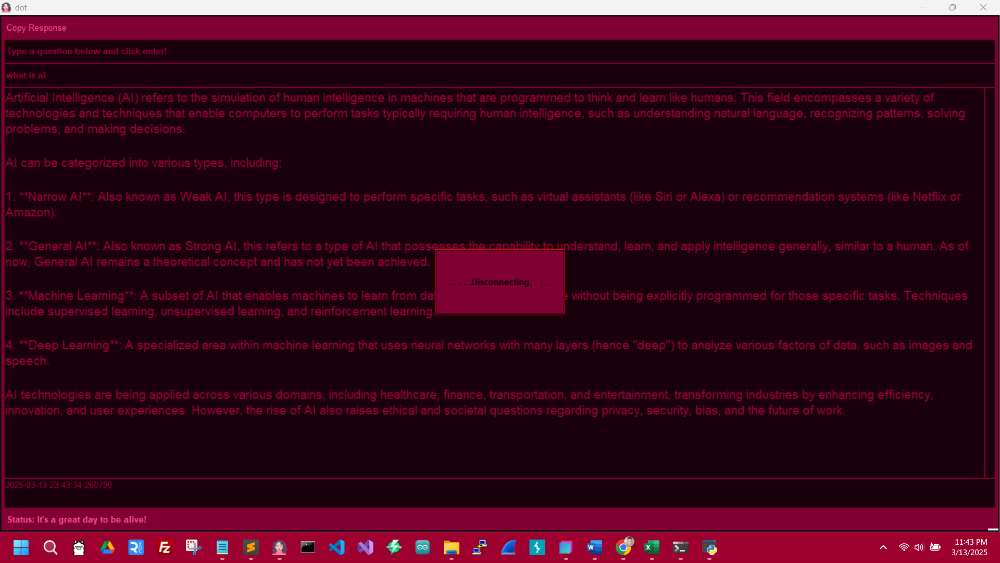 dot
Copy Response
Type a question below and click enter!
what is ai
Artificial Intelligence (AI) refers to the simulation of human intelligence in machines that are programmed to think and learn like humans. This field encompasses a variety of
technologies and techniques that enable computers to perform tasks typically requiring human intelligence, such as understanding natural language, recognizing patterns, solving
problems, and making decisions.
AI can be categorized into various types, including:
1. **Narrow AI**: Also known as Weak AI, this type is designed to perform specific tasks, such as virtual assistants (like Siri or Alexa) or recommendation systems (like Netflix or
Amazon).
2. **General AI**: Also known as Strong AI, this refers to a type of AI that possesses the capability to understand, learn, and apply intelligence generally, similar to a human. As of
now, General AI remains a theoretical concept and has not yet been achieved.
. . . . .Disconnecting. . . . .
3. **Machine Learning**: A subset of AI that enables machines to learn from without being explicitly programmed for those specific tasks. Techniques
include supervised learning, unsupervised learning, and reinforcement learning.
4. **Deep Learning**: A specialized area within machine learning that uses neural networks with many layers (hence "deep") to analyze various factors of data, such as images and
speech.
AI technologies are being applied across various domains, including healthcare, finance, transportation, and entertainment, transforming industries by enhancing efficiency,
innovation, and user experiences. However, the rise of AI also raises ethical and societal questions regarding privacy, security, bias, and the future of work.
2025-03-13 23:43:34.260790
Status: It's a great day to be alive!
11:43 PM
3/13/2025